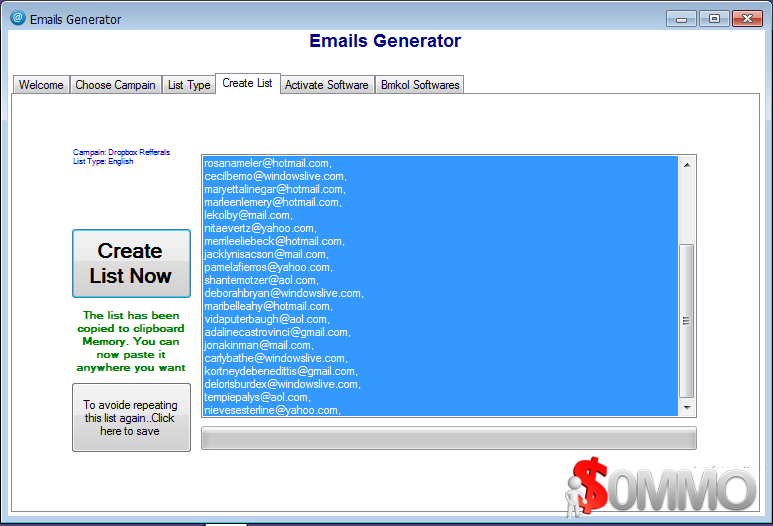 Emails Generator
Emails Generator
Welcome
Choose Campain
List Type
Create List
Activate Software
Bmkol Softwares
Campain: Dropbox Refferals
List Type: English
rosanameler@hotmail.com,
cecilbemo@windowslive.com,
maryettalinegar@hotmail.com,
marleenlemery@hotmail.com,
lekolby@mail.com,
nitaevertz@yahoo.com,
merrileeliebeck@hotmail.com,
jacklynisacson@mail.com,
pamelafierros@yahoo.com,
shantemotzer@aol.com,
deborahbryan@windowslive.com,
maribelleahy@hotmail.com,
vidaputerbaugh@aol.com,
adalinecastrovinci@gmail.com,
jonakinman@mail.com,
carlybathe@windowslive.com,
kortneydebenedittis@gmail.com,
delorisburdex@windowslive.com,
tempiepalys@aol.com,
nievesesterline@yahoo.com,
Create
List Now
The list has been
copied to clipboard
Memory. You can
now paste it
anywhere you want
To avoide repeating
this list again..Click
here to save
$0MMO